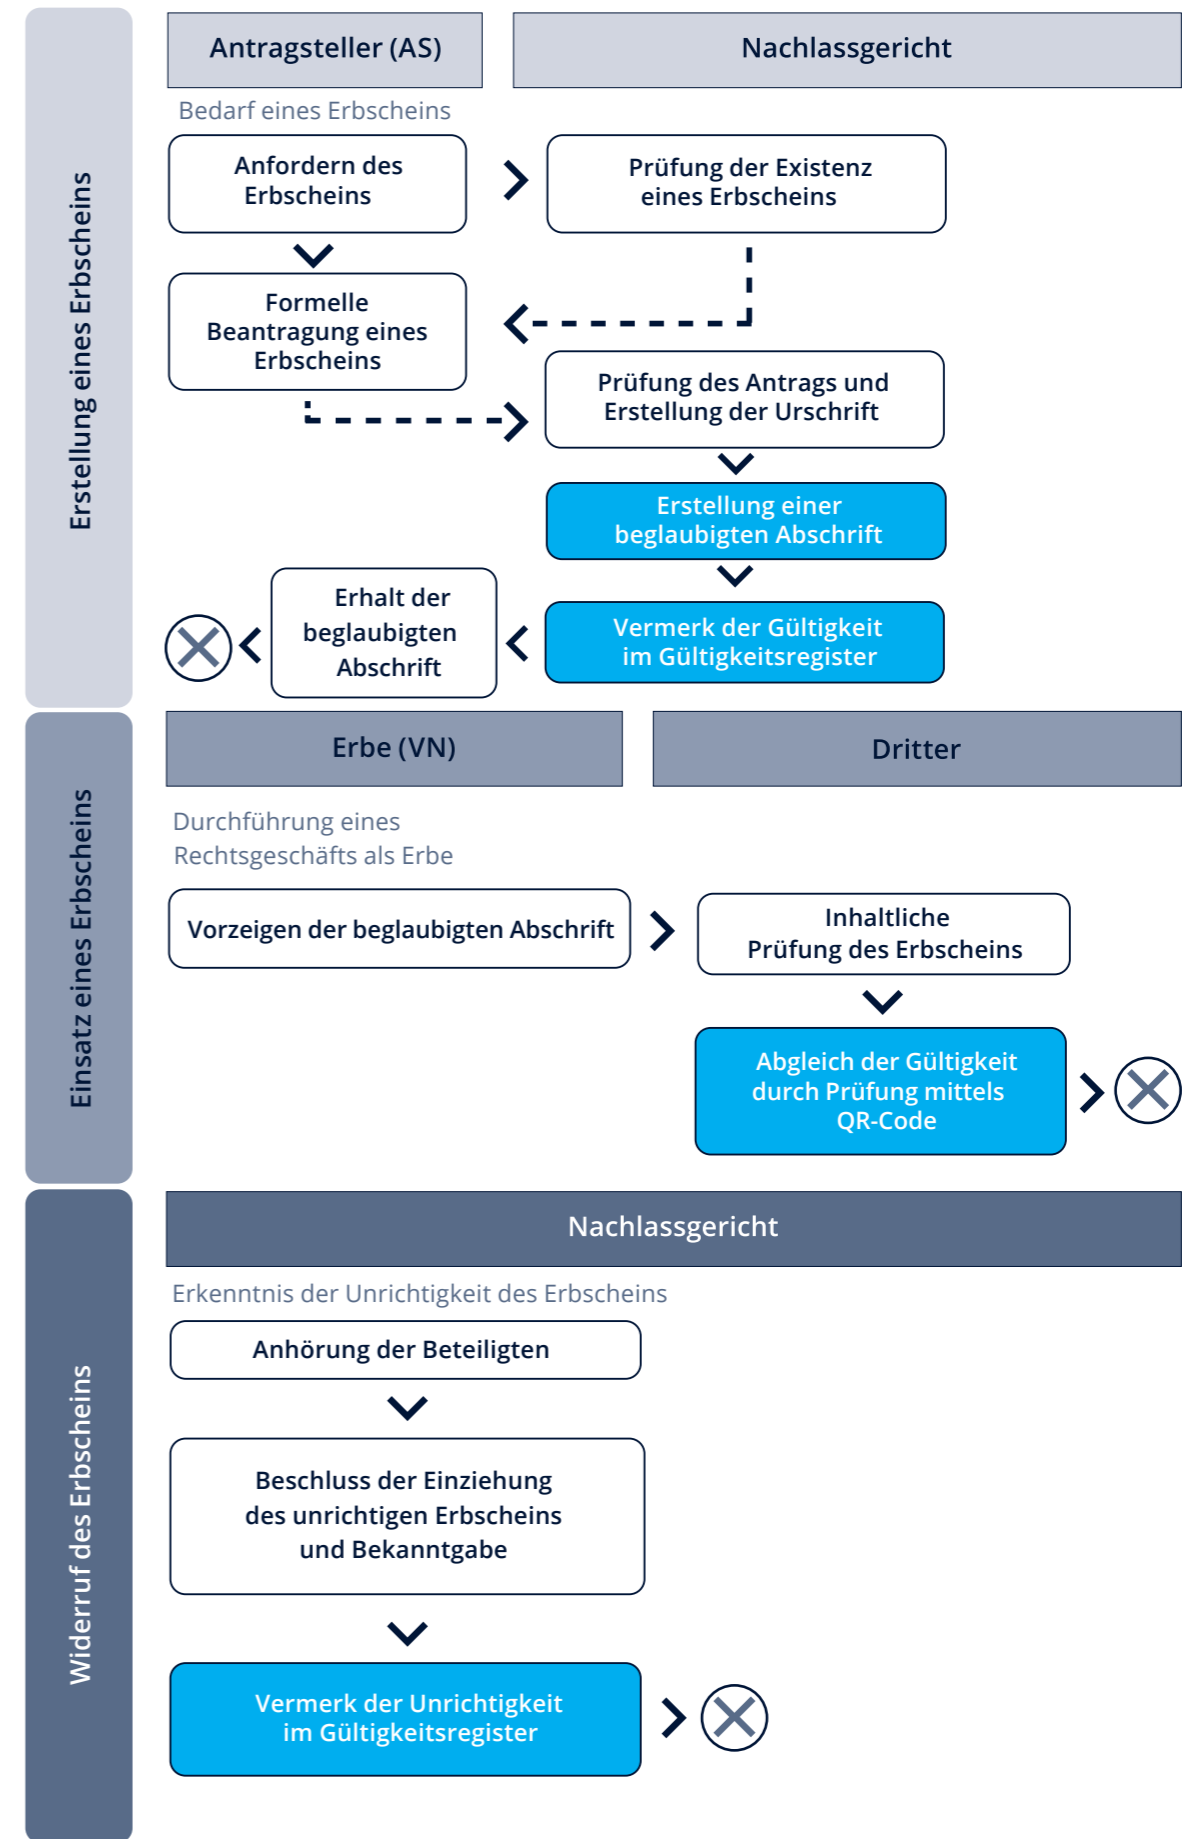 Erstellung eines Erbscheins
Antragsteller (AS)
Nachlassgericht
Bedarf eines Erbscheins
Anfordern des
Erbscheins
Prüfung der Existenz
eines Erbscheins
Formelle
Beantragung eines
Erbscheins
Prüfung des Antrags und
Erstellung der Urschrift
Erstellung einer
beglaubigten Abschrift
Vermerk der Gültigkeit
im Gültigkeitsregister
Erhalt der
beglaubigten
Abschrift
Einsatz eines Erbscheins
Erbe (VN)
Dritter
Durchführung eines
Rechtsgeschäfts als Erbe
Vorzeigen der beglaubigten Abschrift
Inhaltliche
Prüfung des Erbscheins
Abgleich der Gültigkeit
durch Prüfung mittels
QR-Code
Widerruf des Erbscheins
Nachlassgericht
Erkenntnis der Unrichtigkeit des Erbscheins
Anhörung der Beteiligten
Beschluss der Einziehung
des unrichtigen Erbscheins
und Bekanntgabe
Vermerk der Unrichtigkeit
im Gültigkeitsregister